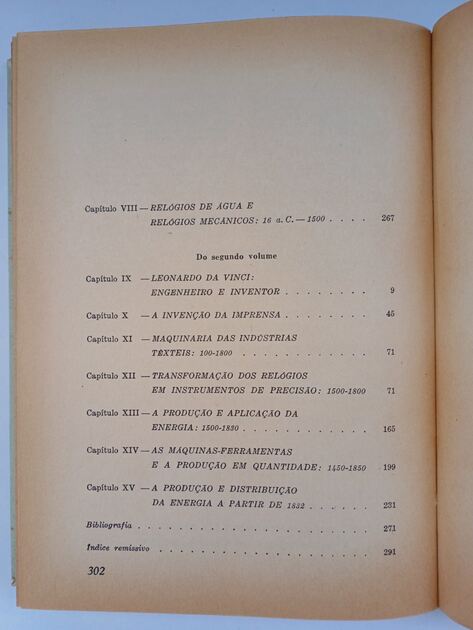 Capítulo VIII — RELÓGIOS DE ÁGUA E
RELÓGIOS MECÂNICOS: 16 a. C. — 1500 . . . . 267
Do segundo volume
Capítulo IX — LEONARDO DA VINCI:
ENGENHEIRO E INVENTOR . . . . . . . . 9
Capítulo X — A INVENÇÃO DA IMPRENSA . . . . . . . . 45
Capítulo XI — MAQUINARIA DAS INDÚSTRIAS
TÊXTEIS: 100-1800 . . . . . . . . . . . . 71
Capítulo XII — TRANSFORMAÇÃO DOS RELÓGIOS
EM INSTRUMENTOS DE PRECISÃO: 1500-1800 71
Capítulo XIII — A PRODUÇÃO E APLICAÇÃO DA
ENERGIA: 1500-1830 . . . . . . . . . . . . 165
Capítulo XIV — AS MÁQUINAS-FERRAMENTAS
E A PRODUÇÃO EM QUANTIDADE: 1450-1850 199
Capítulo XV — A PRODUÇÃO E DISTRIBUIÇÃO
DA ENERGIA A PARTIR DE 1832 . . . . . . 231
Bibliografia . . . . . . . . . . . . . . . . . . . . . . 271
Índice remissivo . . . . . . . . . . . . . . . . . . . . 291
302